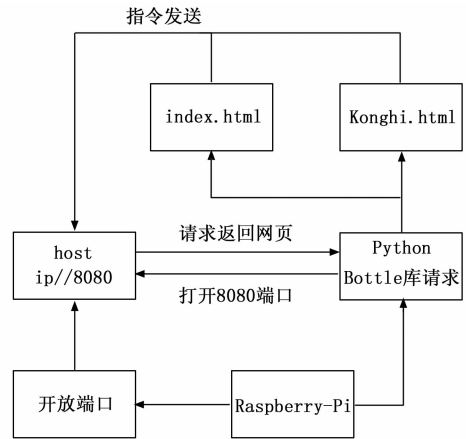 指令发送
index.html
Konghi.html
host
ip//8080
请求返回网页
打开8080端口
Python
Bottle库请求
开放端口
Raspberry-Pi